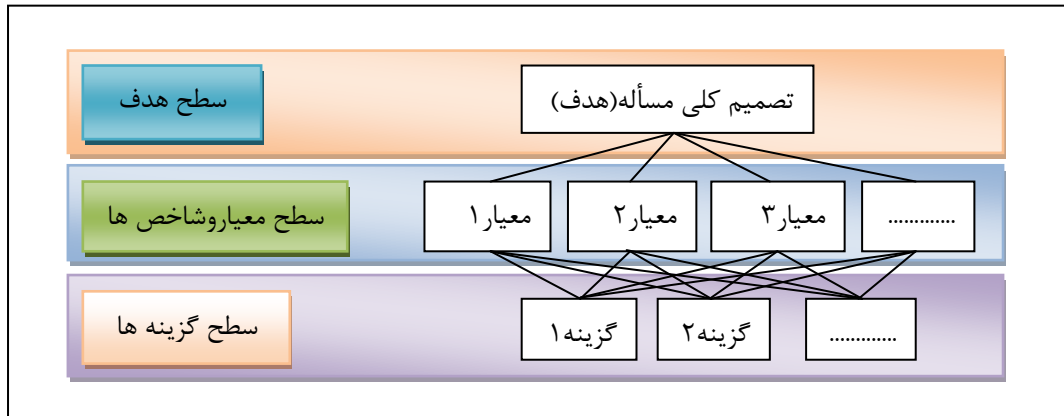 تصمیم کلی مسأله(هدف)
سطح هدف
معیار۱
معیار۲
معیار۳
.............
سطح معیاروشاخص ها
گزینه۱
گزینه۲
.............
سطح گزینه ها